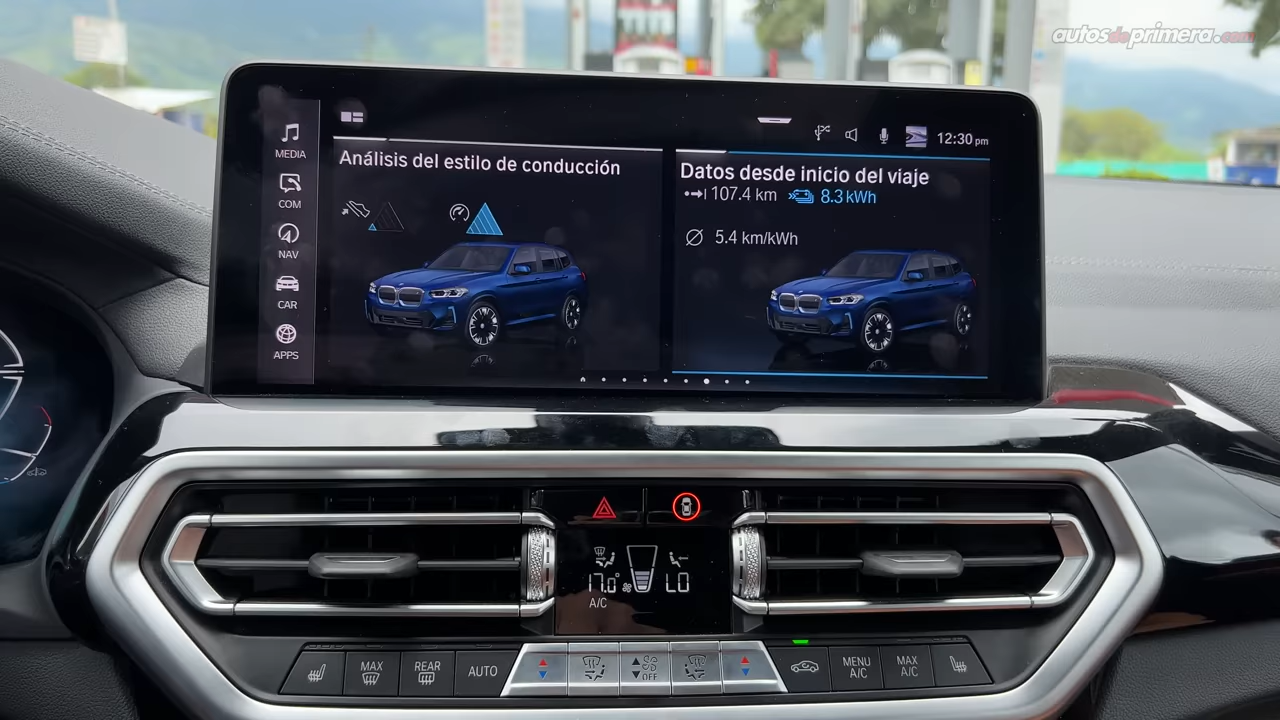 autosdeprimera.com
12:30 pm
MEDIA
COM
NAV
CAR
APPS
Análisis del estilo de conducción
Datos desde inicio del viaje
107.4 km 8.3 kWh
5.4 km/kWh
17.0° LO
A/C
MAX
REAR
AUTO
OFF
MENU
A/C
MAX
A/C